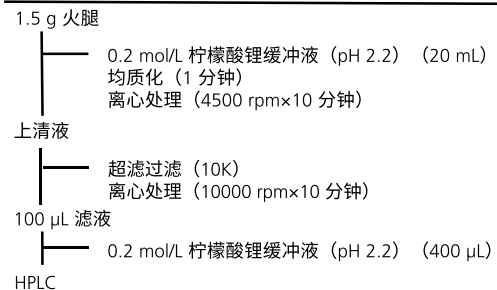 1.5 g 火腿
0.2 mol/L 柠檬酸锂缓冲液（pH 2.2）（20 mL）
均质化（1 分钟）
离心处理（4500 rpm×10 分钟）
上清液
超滤过滤（10K）
离心处理（10000 rpm×10 分钟）
100 µL 滤液
0.2 mol/L 柠檬酸锂缓冲液（pH 2.2）（400 µL）
HPLC